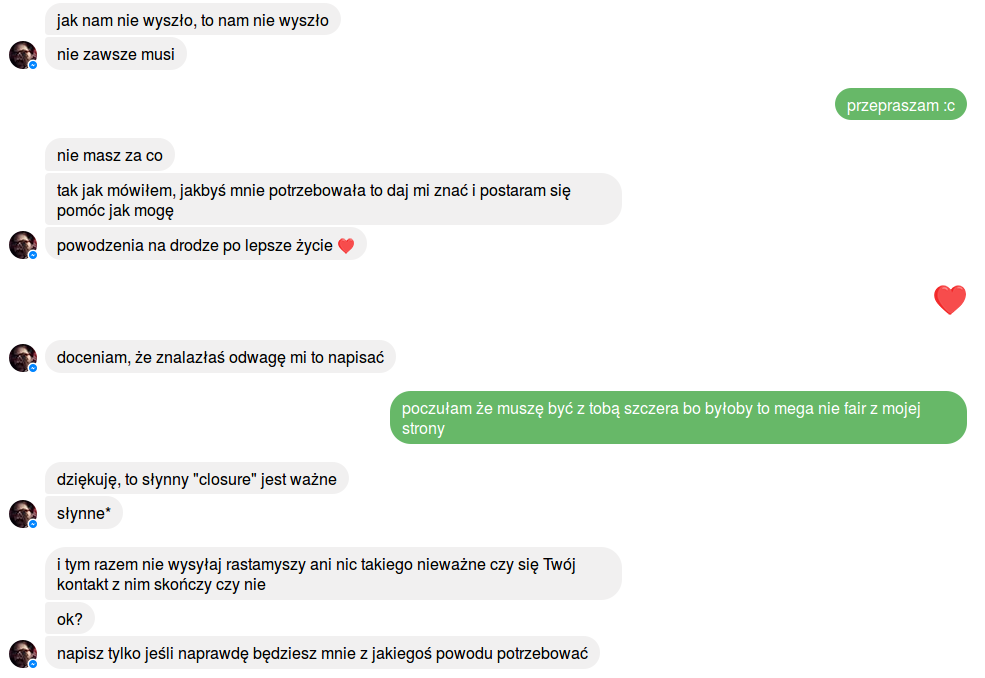 jak nam nie wyszło, to nam nie wyszło
nie zawsze musi
przepraszam :c
nie masz za co
tak jak mówiłem, jakbyś mnie potrzebowała to daj mi znać i postaram się
pomóc jak mogę
powodzenia na drodze po lepsze życie ❤️
❤️
doceniam, że znalazłaś odwagę mi to napisać
poczułam że muszę być z tobą szczera bo byłoby to mega nie fair z mojej
strony
dziękuję, to słynny "closure" jest ważne
słynne*
i tym razem nie wysyłaj rastamyszy ani nic takiego nieważne czy się Twój
kontakt z nim skończy czy nie
ok?
napisz tylko jeśli naprawdę będziesz mnie z jakiegoś powodu potrzebować